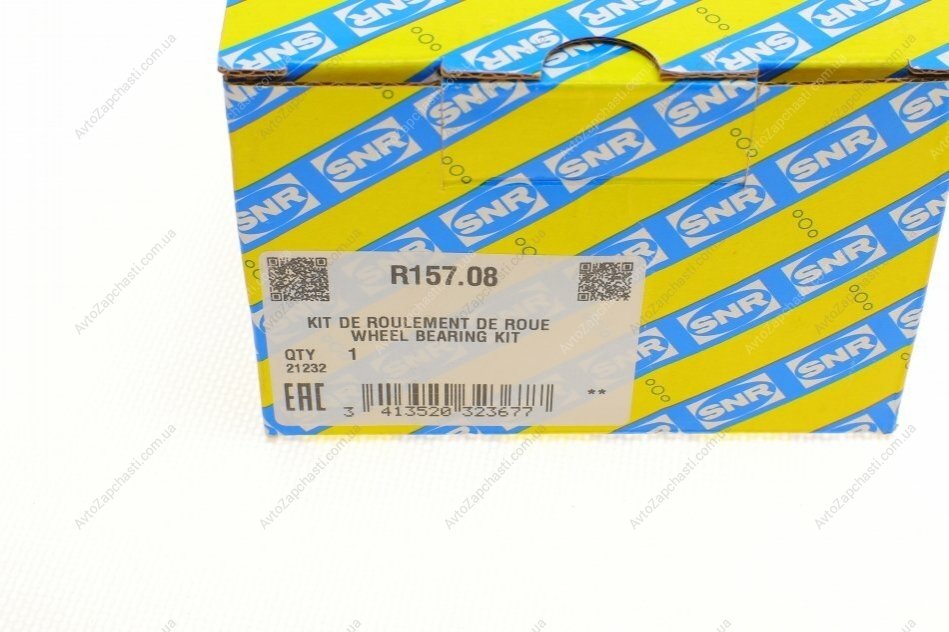 SNR
R157.08
KIT DE ROULEMENT DE ROUE
WHEEL BEARING KIT
QTY 1
21232
EAC
**
3 413520 323677
AvtoZapchasti.com.ua